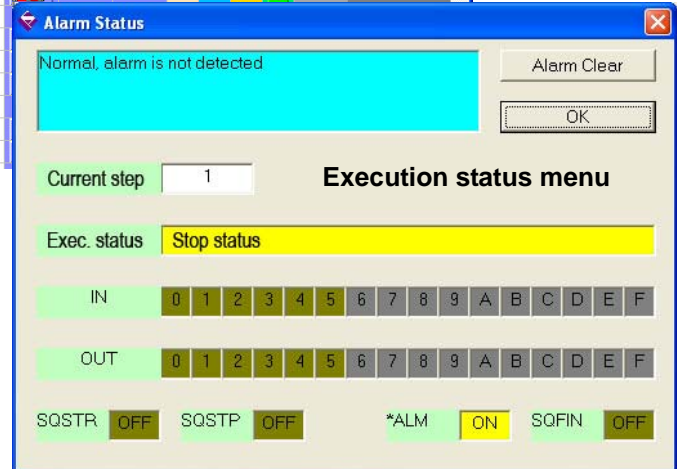 Alarm Status
Normal, alarm is not detected
Alarm Clear
OK
Current step 1 Execution status menu
Exec. status Stop status
IN 0 1 2 3 4 5 6 7 8 9 A B C D E F
OUT 0 1 2 3 4 5 6 7 8 9 A B C D E F
SQSTR OFF SQSTP OFF *ALM ON SQFIN OFF